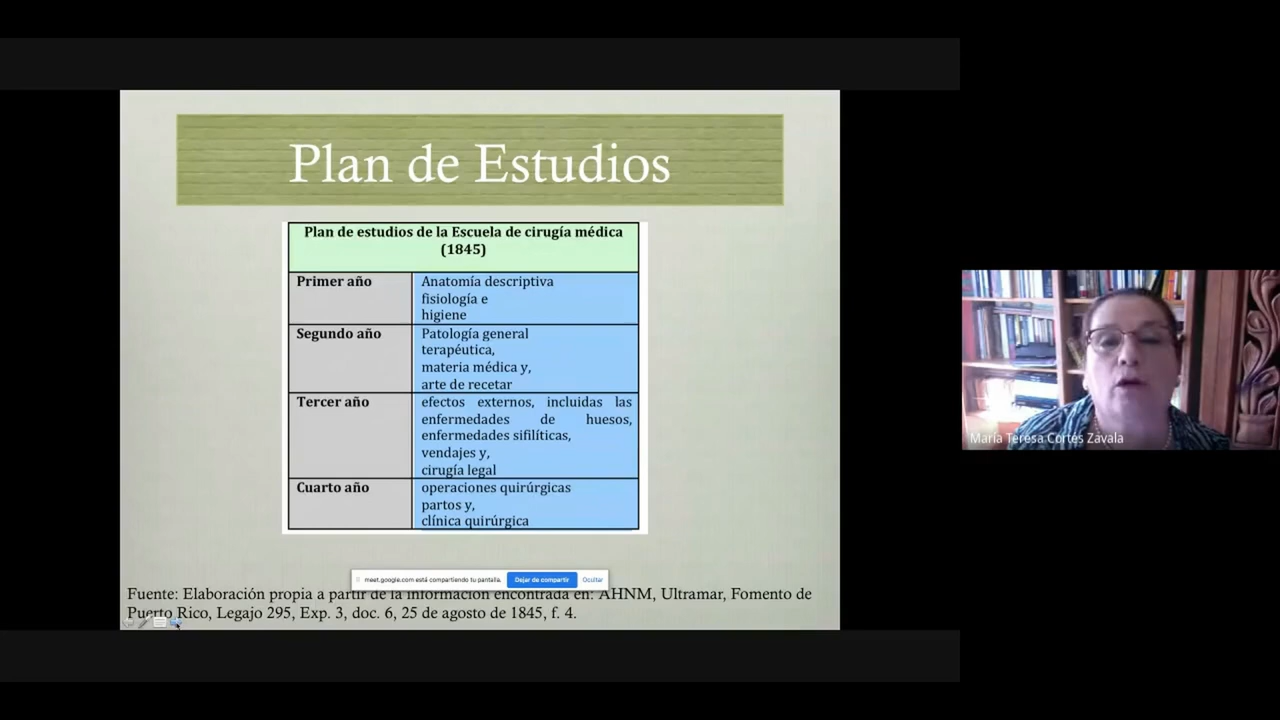 Plan de Estudios
Plan de estudios de la Escuela de cirugía médica
(1845)
Primer año
Anatomía descriptiva
fisiología e
higiene
Segundo año
Patología general
terapéutica,
materia médica y,
arte de recetar
Tercer año
efectos externos, incluidas las
enfermedades de huesos,
enfermedades sifilíticas,
vendajes y,
cirugía legal
Cuarto año
operaciones quirúrgicas
partos y,
clínica quirúrgica
meet.google.com está compartiendo tu pantalla.
Dejar de compartir
Ocultar
Fuente: Elaboración propia a partir de la información encontrada en: AHNM, Ultramar, Fomento de
Puerto Rico, Legajo 295, Exp. 3, doc. 6, 25 de agosto de 1845, f. 4.
María Teresa Cortés Zavala